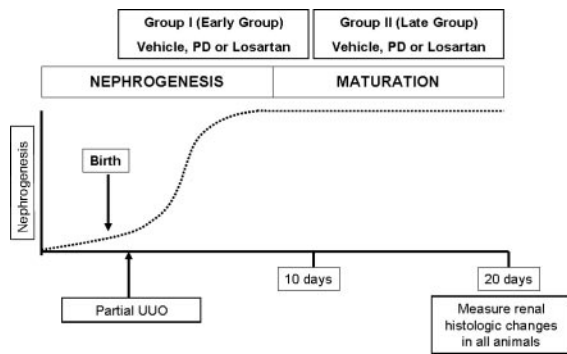 Group I (Early Group)
Vehicle, PD or Losartan
Group II (Late Group)
Vehicle, PD or Losartan
NEPHROGENESIS
MATURATION
Nephrogenesis
Birth
Partial UUO
10 days
20 days
Measure renal
histologic changes
in all animals